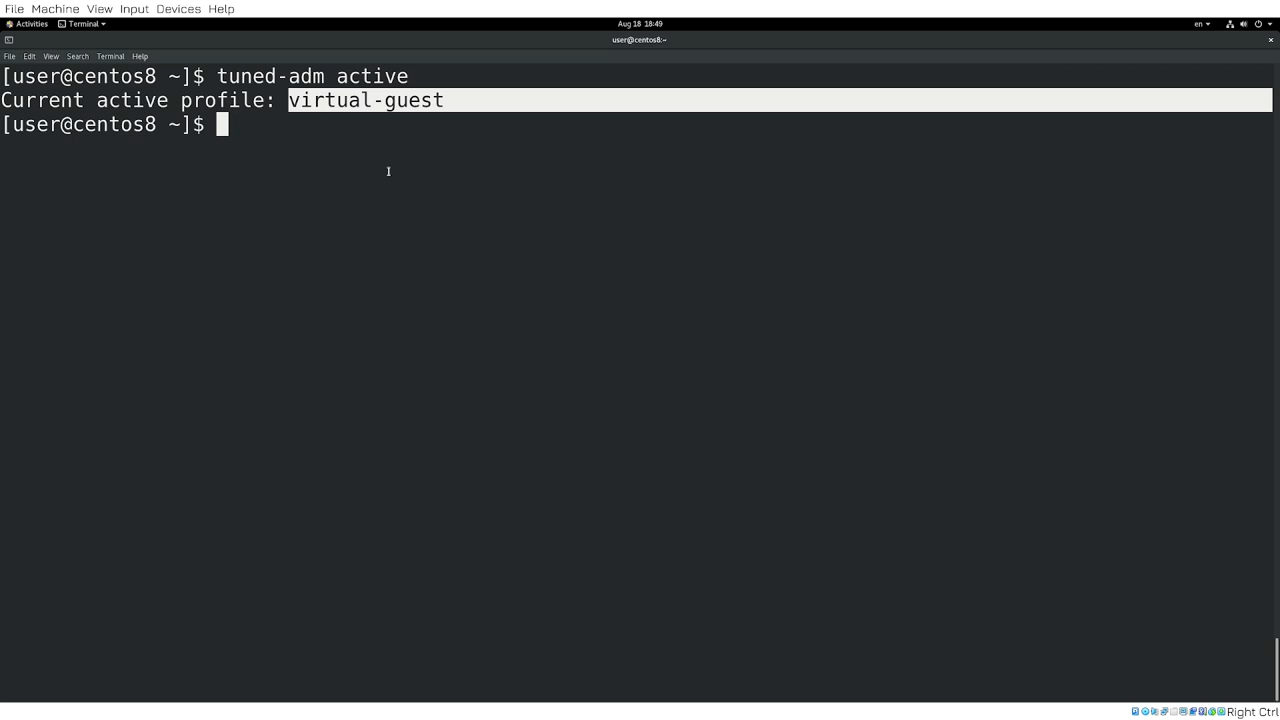 File Machine View Input Devices Help
Activities Terminal Aug 18 18:49 en
user@centos8:~
File Edit View Search Terminal Help
[user@centos8 ~]$ tuned-adm active
Current active profile: virtual-guest
[user@centos8 ~]$
Right Ctrl